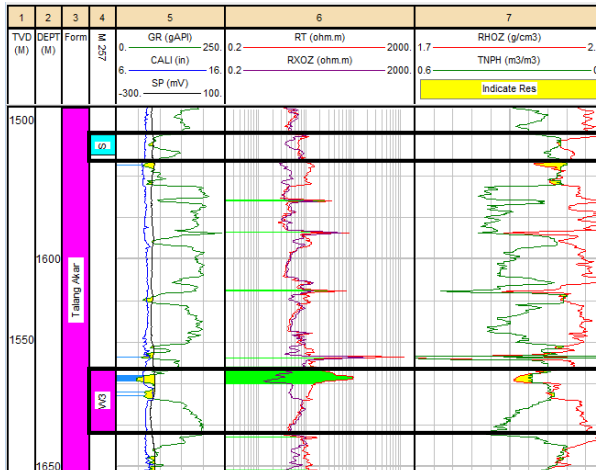 1 2 3 4 5 6 7
TVD (M) DEPT (M) Form M 257
GR (gAPI)
0. 250.
CALI (in)
6. 16.
SP (mV)
-300. 100.
RT (ohm.m)
0.2 2000.
RXOZ (ohm.m)
0.2 2000.
RHOZ (g/cm3)
1.7 2.
TNPH (m3/m3)
0.6
Indicate Res
1500
S
1600
Talang Akar
1550
W3
1650